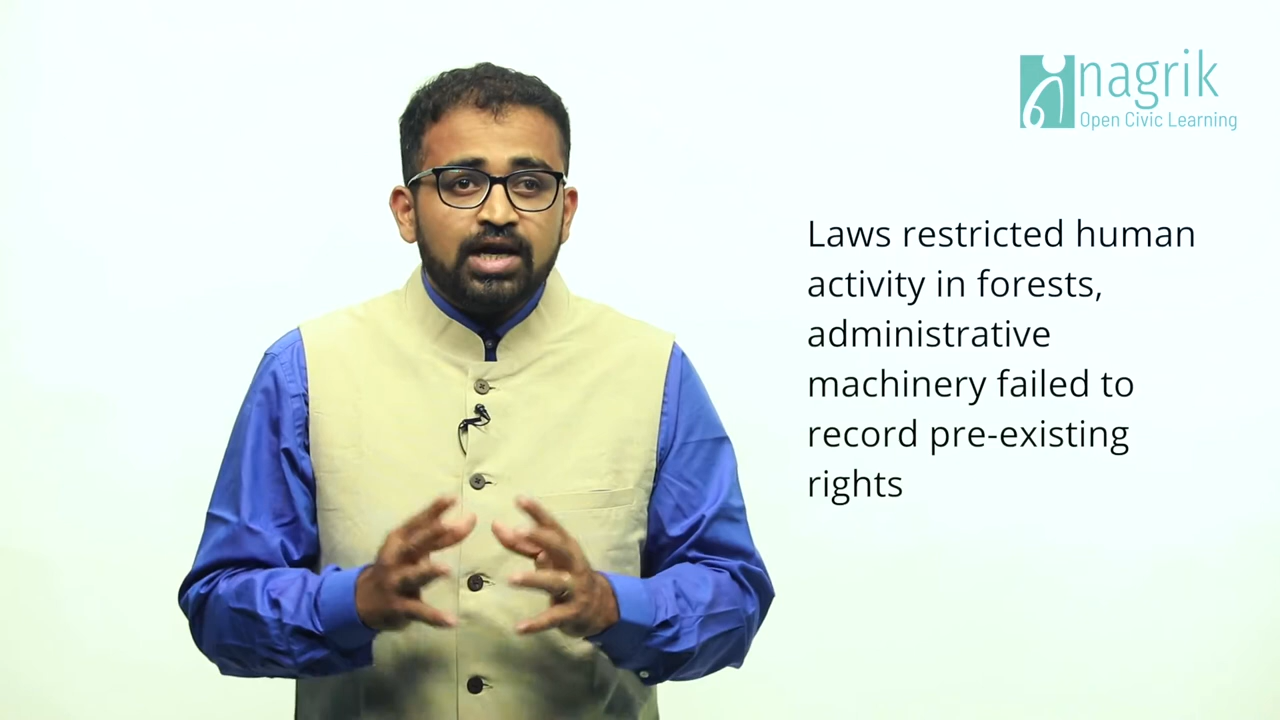 nagrik
Open Civic Learning
Laws restricted human
activity in forests,
administrative
machinery failed to
record pre-existing
rights